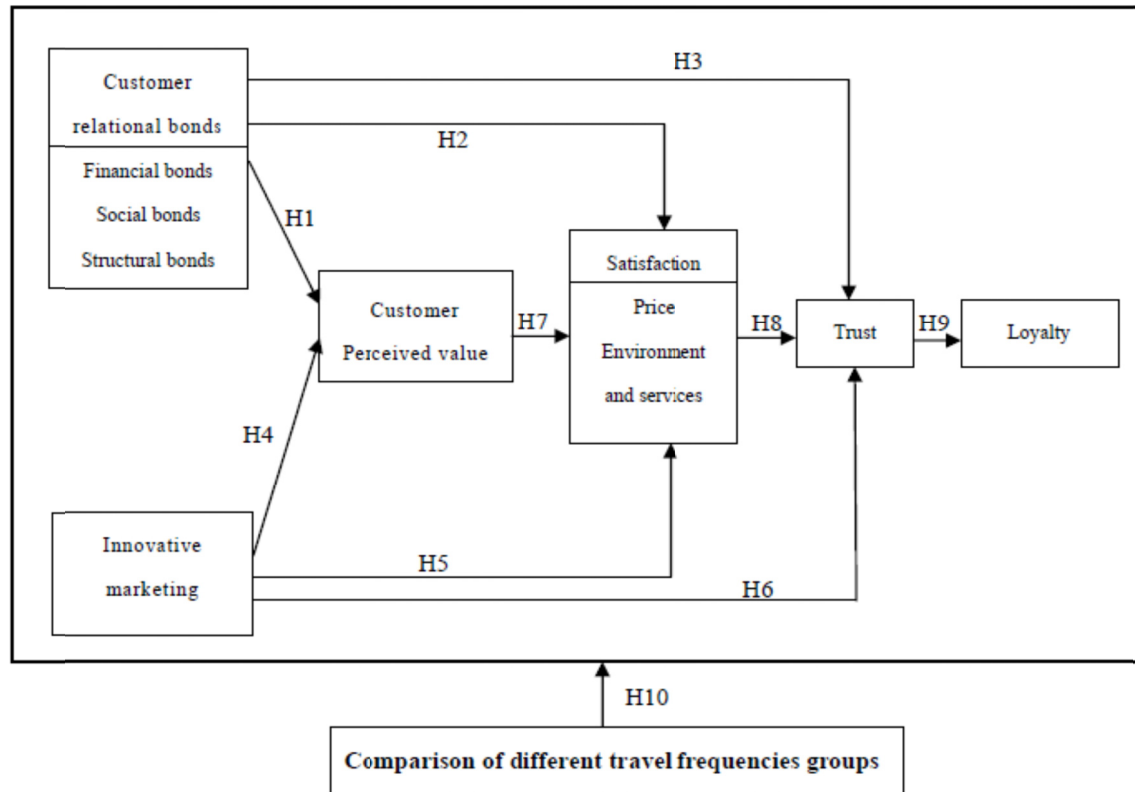 Customer
relational bonds
Financial bonds
Social bonds
Structural bonds
H3
H2
H1
Customer
Perceived value
H7
Satisfaction
Price
Environment
and services
H8
Trust
H9
Loyalty
H4
Innovative
marketing
H5
H6
H10
Comparison of different travel frequencies groups